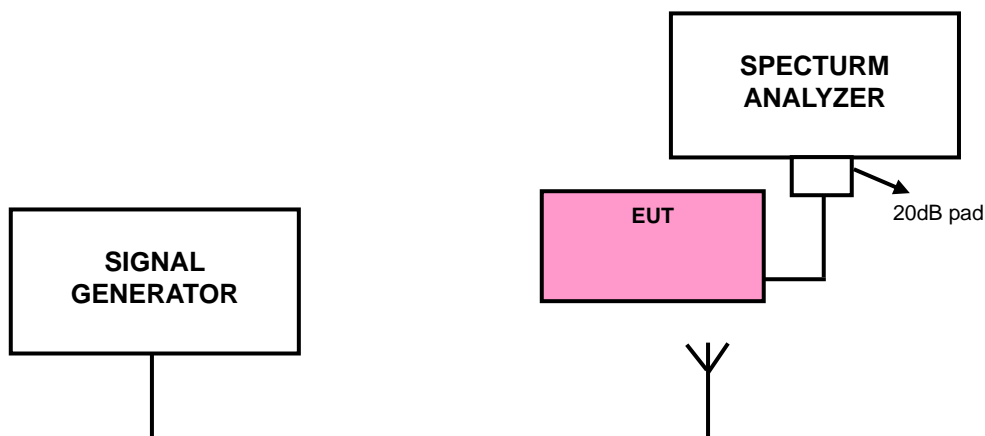 SPECTURM
ANALYZER
20dB pad
EUT
SIGNAL
GENERATOR